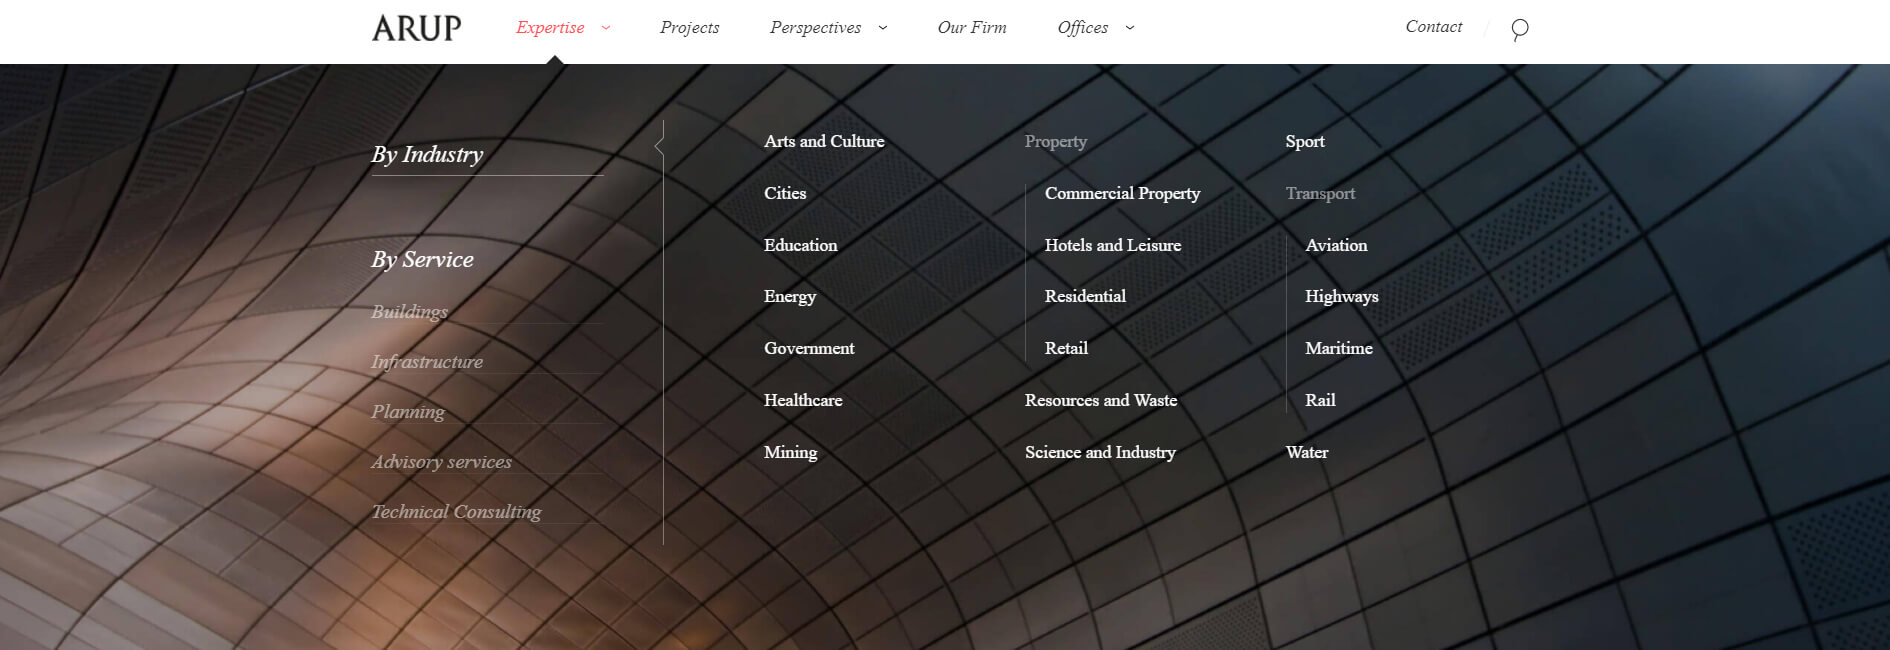 ARUP
Expertise
Projects
Perspectives
Our Firm
Offices
Contact
By Industry
By Service
Buildings
Infrastructure
Planning
Advisory services
Technical Consulting
Arts and Culture
Cities
Education
Energy
Government
Healthcare
Mining
Property
Commercial Property
Hotels and Leisure
Residential
Retail
Resources and Waste
Science and Industry
Sport
Transport
Aviation
Highways
Maritime
Rail
Water